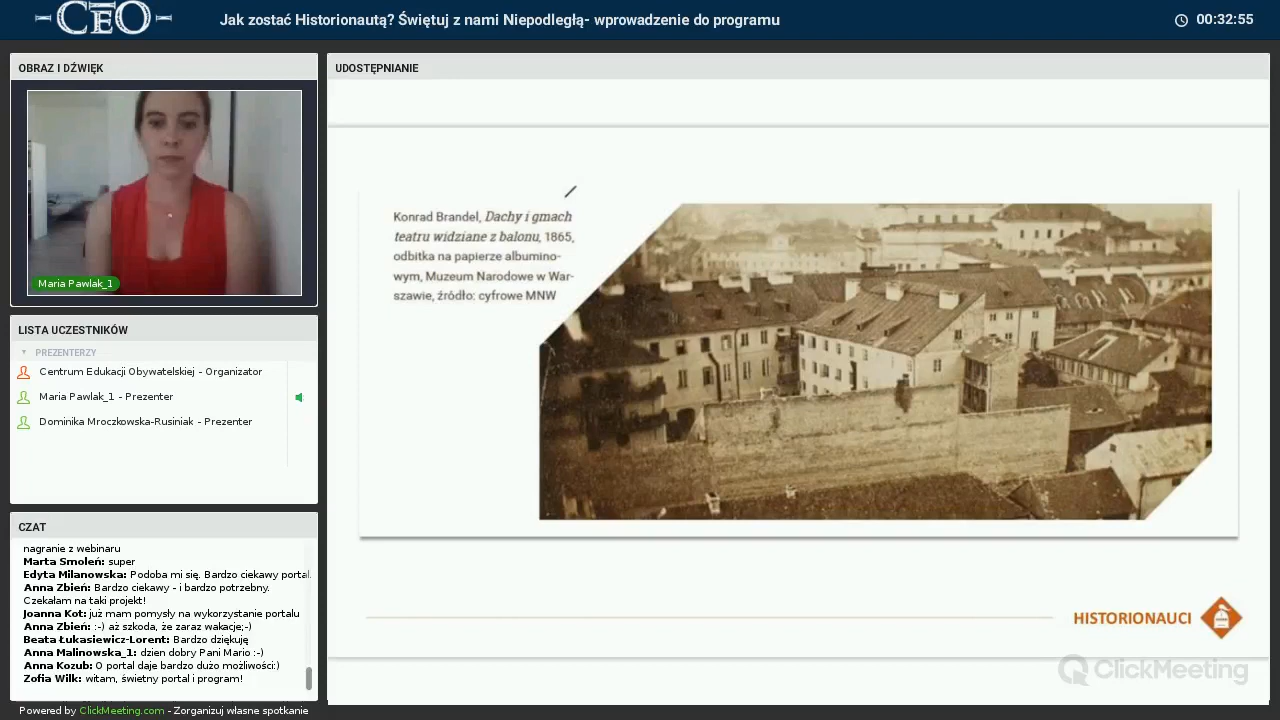 CEO
Jak zostać Historionautą? Świętuj z nami Niepodległą- wprowadzenie do programu
00:32:55
OBRAZ I DŹWIĘK
Maria Pawlak_1
LISTA UCZESTNIKÓW
PREZENTERZY
Centrum Edukacji Obywatelskiej - Organizator
Maria Pawlak_1 - Prezenter
Dominika Mroczkowska-Rusiniak - Prezenter
CZAT
nagranie z webinaru
Marta Smoleń: super
Edyta Milanowska: Podoba mi się. Bardzo ciekawy portal.
Anna Zbień: Bardzo ciekawy - i bardzo potrzebny.
Czekałam na taki projekt!
Joanna Kot: już mam pomysły na wykorzystanie portalu
Anna Zbień: :-) aż szkoda, że zaraz wakacje;-)
Beata Łukasiewicz-Lorent: Bardzo dziękuję
Anna Malinowska_1: dzien dobry Pani Mario :-)
Anna Kozub: O portal daje bardzo dużo możliwości:)
Zofia Wilk: witam, świetny portal i program!
Powered by ClickMeeting.com - Zorganizuj własne spotkanie
UDOSTĘPNIANIE
Konrad Brandel, Dachy i gmach
teatru widziane z balonu, 1865,
odbitka na papierze albumino-
wym, Muzeum Narodowe w War-
szawie, źródło: cyfrowe MNW
HISTORIONAUCI
ClickMeeting